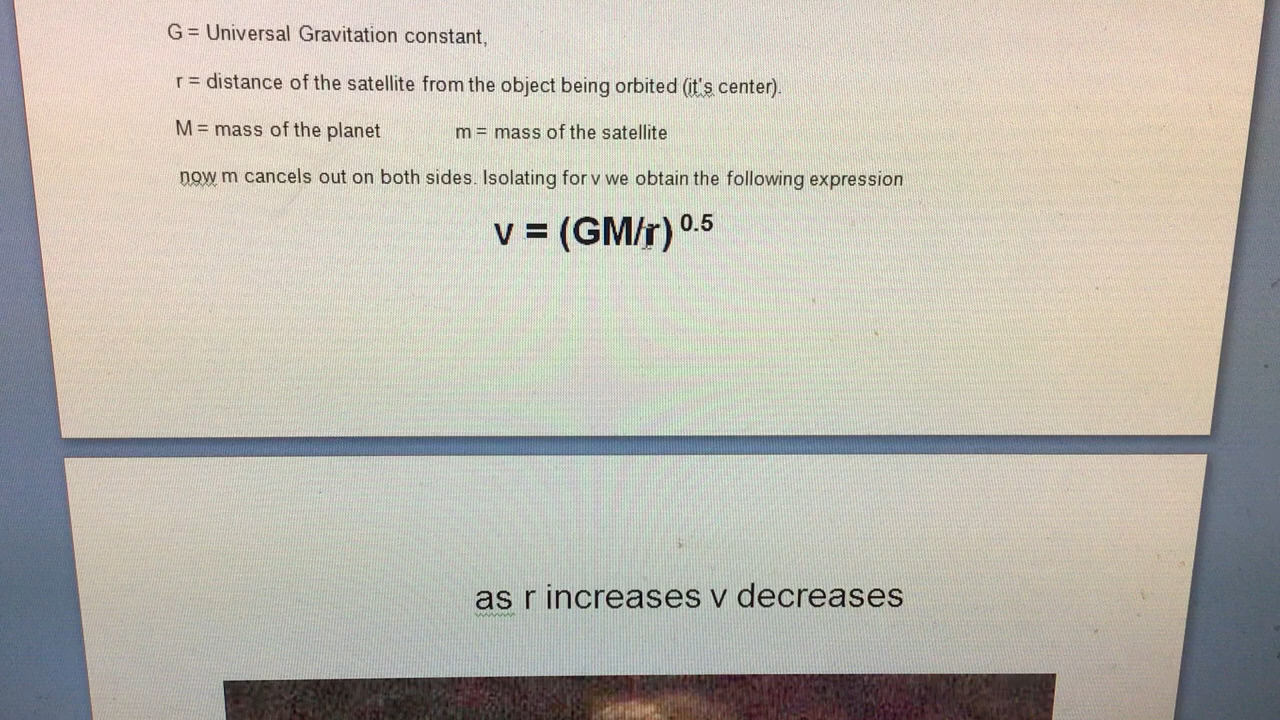 G = Universal Gravitation constant,
r = distance of the satellite from the object being orbited (it's center).
M = mass of the planet m = mass of the satellite
now m cancels out on both sides. Isolating for v we obtain the following expression
v = (GM/r) 0.5
as r increases v decreases